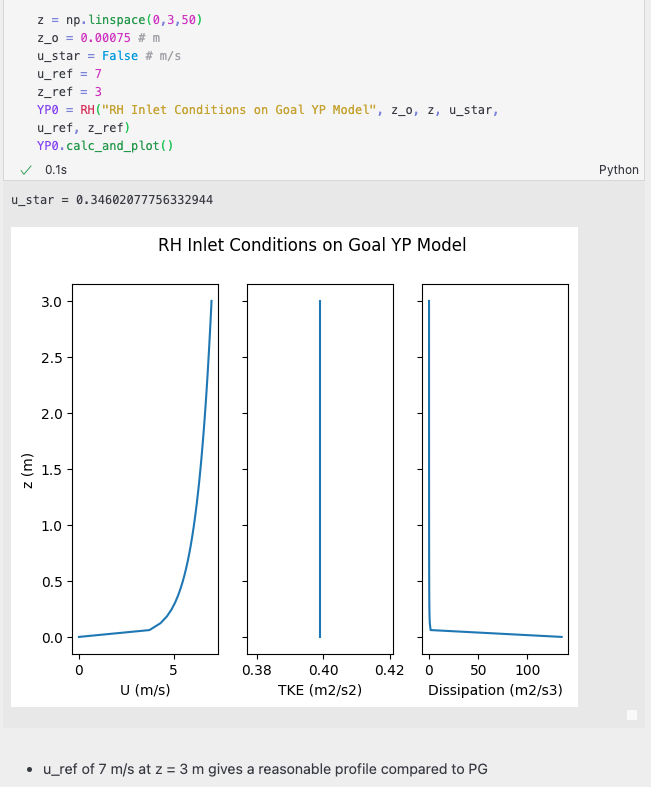 z = np.linspace(0,3,50)
z_o = 0.00075 # m
u_star = False # m/s
u_ref = 7
z_ref = 3
YP0 = RH("RH Inlet Conditions on Goal YP Model", z_o, z, u_star,
u_ref, z_ref)
YP0.calc_and_plot()
✓ 0.1s Python
u_star = 0.34602077756332944
RH Inlet Conditions on Goal YP Model
3.0
2.5
2.0
1.5
1.0
0.5
0.0
z (m)
0 5 0.38 0.40 0.42 0 50 100
U (m/s) TKE (m2/s2) Dissipation (m2/s3)
• u_ref of 7 m/s at z = 3 m gives a reasonable profile compared to PG